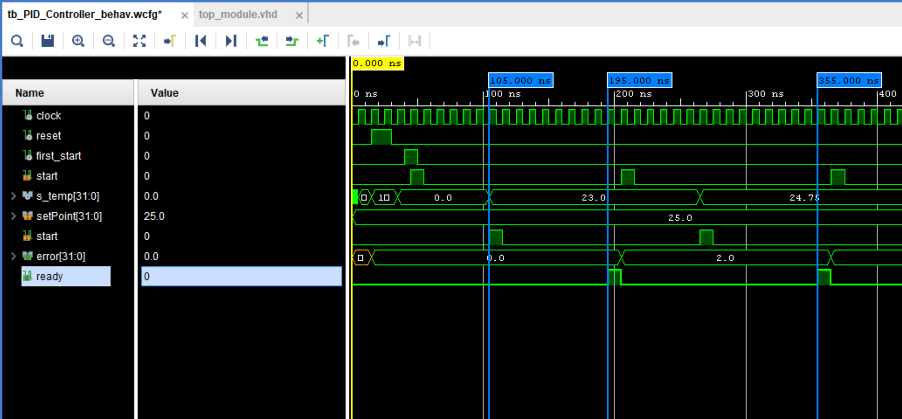 tb_PID_Controller_behav.wcfg* × top_module.vhd ×
0.000 ns
105.000 ns 195.000 ns 355.000 ns
Name Value
0 ns 100 ns 200 ns 300 ns 400
clock 0
reset 0
first_start 0
start 0
s_temp[31:0] 0.0 0.0 23.0 24.75
setPoint[31:0] 25.0 25.0
start 0
error[31:0] 0.0 0.0 2.0
ready 0